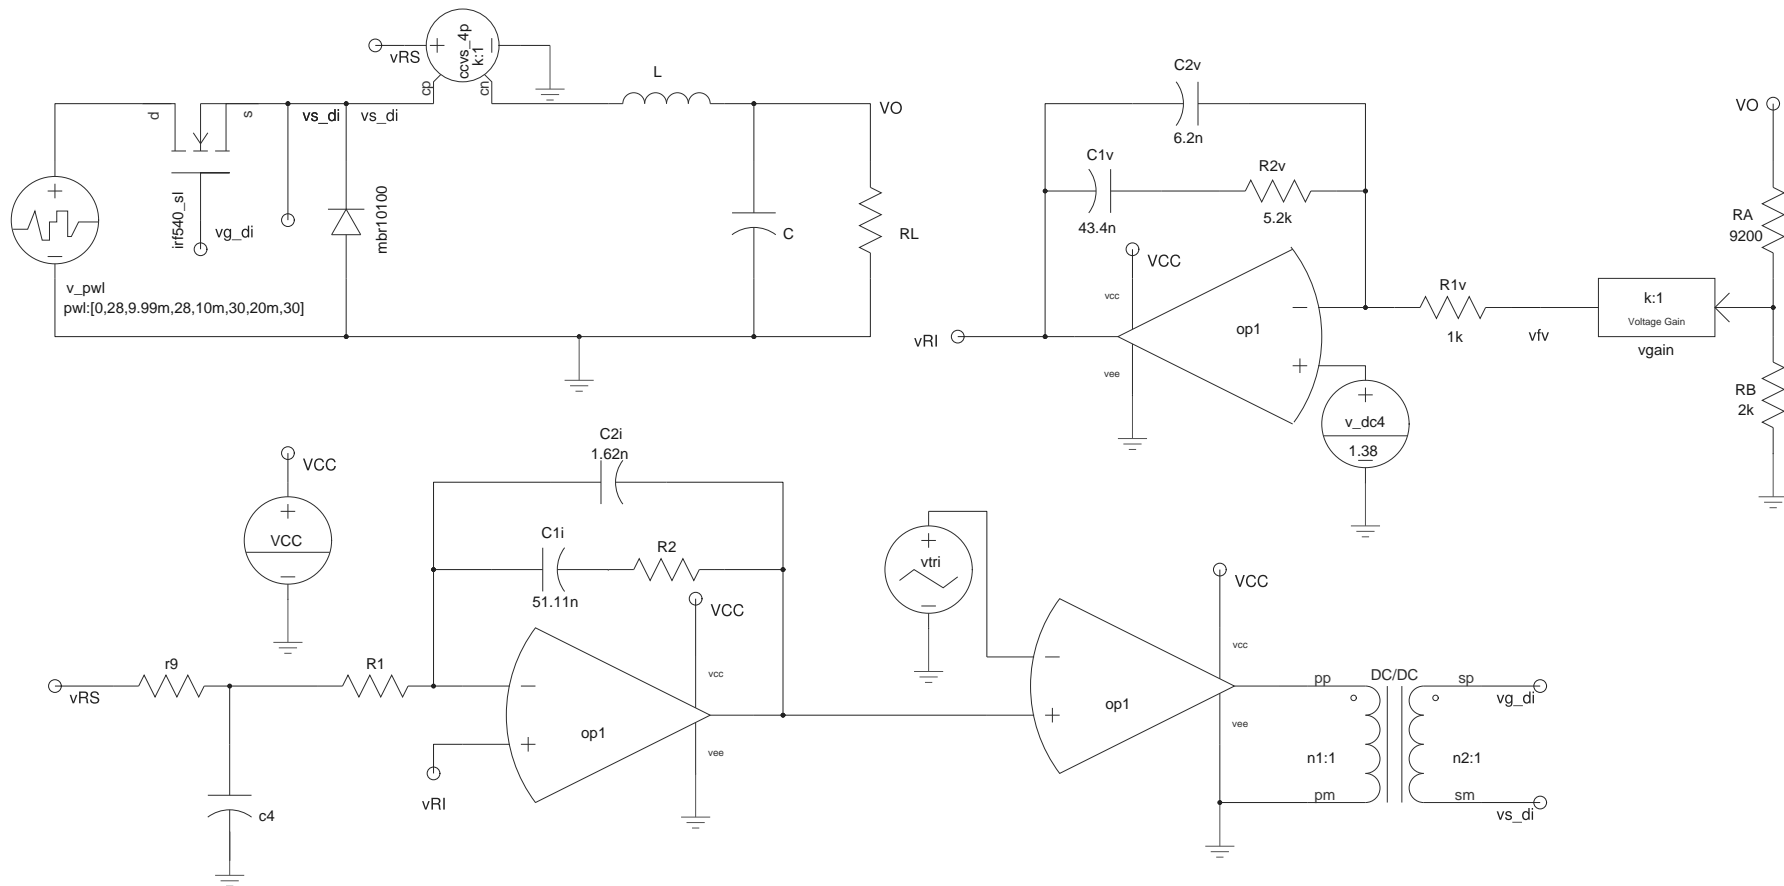 ccvs_4p
k:1
vRS
cp
cn
L
VO
d
s
vs_di
vs_di
irf540_sl
vg_di
mbr10100
C
RL
v_pwl
pwl:[0,28,9.99m,28,10m,30,20m,30]
C2v
6.2n
C1v
43.4n
R2v
5.2k
VCC
vcc
op1
vee
vRI
R1v
1k
vfv
k:1
Voltage Gain
vgain
VO
RA
9200
RB
2k
v_dc4
1.38
VCC
VCC
C2i
1.62n
C1i
51.11n
R2
VCC
vcc
op1
vee
r9
vRS
R1
vRI
c4
vtri
VCC
vcc
op1
vee
pp
DC/DC
sp
vg_di
n1:1
n2:1
pm
sm
vs_di